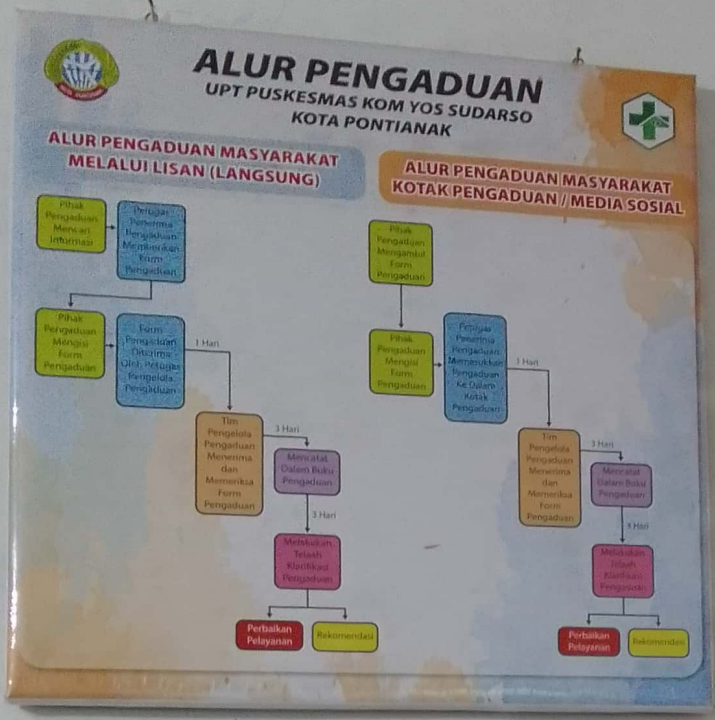 ALUR PENGADUAN
UPT PUSKESMAS KOM YOS SUDARSO
KOTA PONTIANAK
ALUR PENGADUAN MASYARAKAT
MELALUI LISAN (LANGSUNG)
Pihak
Pengaduan
Mencari
Informasi
Petugas
Penerima
Pengaduan
Memberikan
Form
Pengaduan
Pihak
Pengaduan
Mengisi
Form
Pengaduan
Form
Pengaduan
Diterima
Oleh Petugas
Pengelola
Pengaduan
1 Hari
Tim
Pengelola
Pengaduan
Menerima
dan
Memeriksa
Form
Pengaduan
3 Hari
Mencatat
Dalam Buku
Pengaduan
3 Hari
Melakukan
Telaah
Klarifikasi
Pengaduan
Perbaikan
Pelayanan
Rekomendasi
ALUR PENGADUAN MASYARAKAT
KOTAK PENGADUAN / MEDIA SOSIAL
Pihak
Pengaduan
Mengambil
Form
Pengaduan
Pihak
Pengaduan
Mengisi
Form
Pengaduan
Petugas
Penerima
Pengaduan
Memasukkan
Pengaduan
Ke Dalam
Kotak
Pengaduan
1 Hari
Tim
Pengelola
Pengaduan
Menerima
dan
Memeriksa
Form
Pengaduan
3 Hari
Mencatat
Dalam Buku
Pengaduan
3 Hari
Melakukan
Telaah
Klarifikasi
Pengaduan
Perbaikan
Pelayanan
Rekomendasi